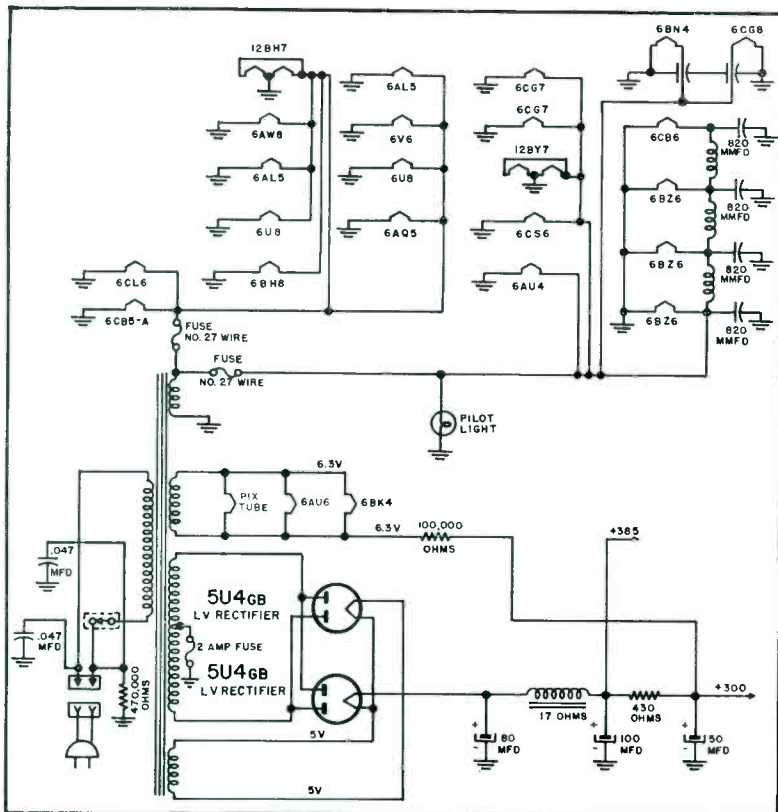 12BH7
6AL5
6CG7
6BN4
6CG8
6CG7
6AW8
6V6
12BY7
6CB6
820
MMFD
6AL5
6U8
6BZ6
820
MMFD
6U8
6AQ5
6CS6
6BZ6
820
MMFD
6CL6
6BH8
6AU4
6BZ6
820
MMFD
6CB5-A
FUSE
NO. 27 WIRE
FUSE
NO. 27 WIRE
PILOT
LIGHT
6.3V
PIX
TUBE
6AU6
6BK4
6.3V
100,000
OHMS
+385
.047
MFD
5U4GB
LV RECTIFIER
2 AMP FUSE
.047
MFD
5U4GB
LV RECTIFIER
470,000
OHMS
+300
17 OHMS
430
OHMS
5V
+
-
80
MFD
+
-
100
MFD
+
-
50
MFD
5V